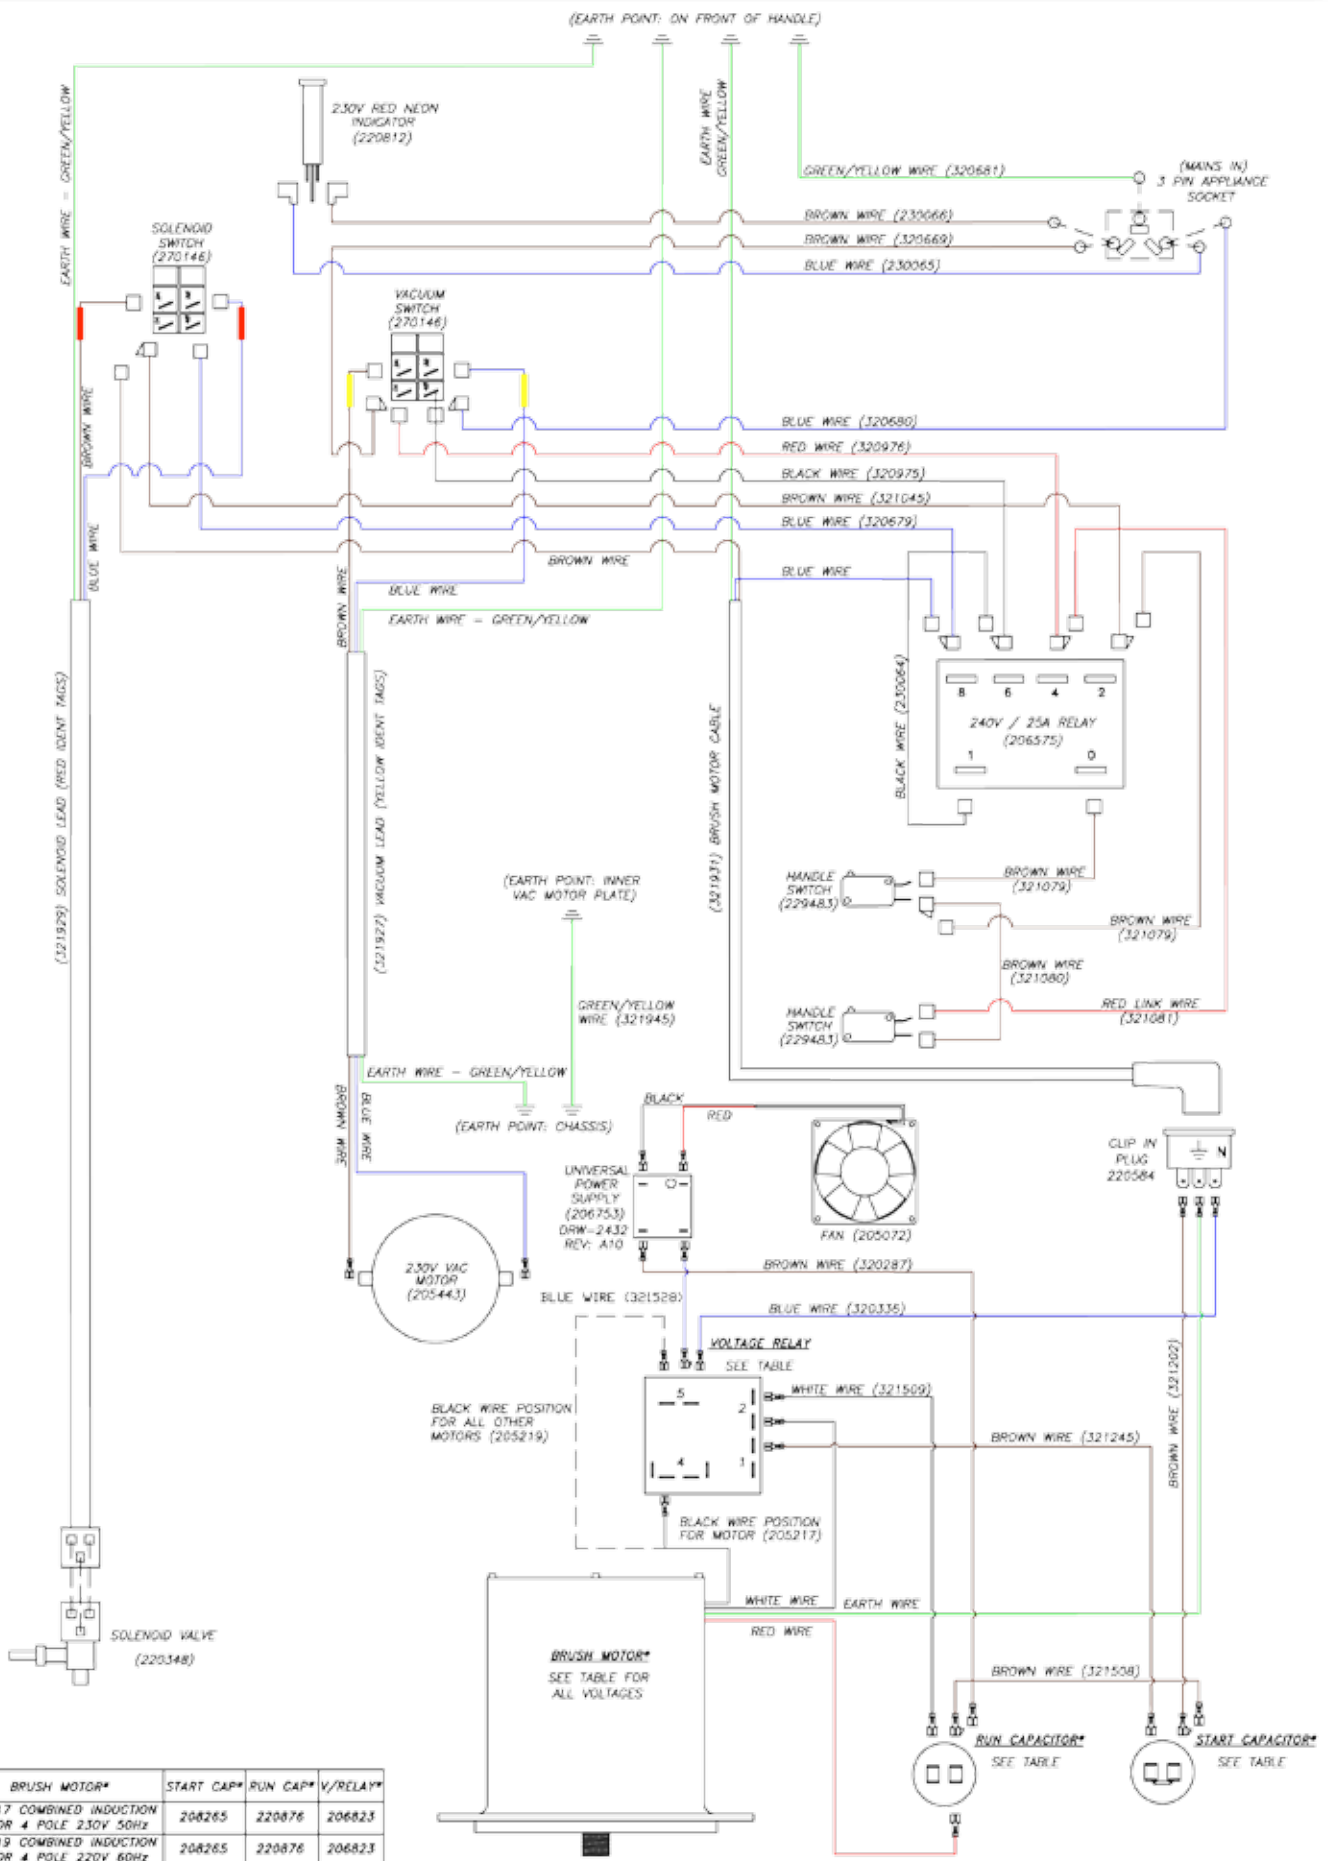 (EARTH POINT: ON FRONT OF HANDLE)
EARTH WIRE - GREEN/YELLOW
230V RED NEON
INDICATOR
(220812)
EARTH WIRE
GREEN/YELLOW
GREEN/YELLOW WIRE (320681)
(MAINS IN)
3 PIN APPLIANCE
SOCKET
BROWN WIRE (230066)
BROWN WIRE (320669)
BLUE WIRE (230065)
SOLENOID
SWITCH
(270146)
VACUUM
SWITCH
(270146)
BROWN WIRE
BLUE WIRE
BLUE WIRE (320680)
RED WIRE (320976)
BLACK WIRE (320975)
BROWN WIRE (321045)
BLUE WIRE (320679)
BROWN WIRE
BLUE WIRE
BROWN WIRE
BLUE WIRE
EARTH WIRE - GREEN/YELLOW
BLACK WIRE (230064)
8 6 4 2
240V / 25A RELAY
(206575)
1 0
(321929) SOLENOID LEAD (RED IDENT TAGS)
(321927) VACUUM LEAD (YELLOW IDENT TAGS)
(321931) BRUSH MOTOR CABLE
(EARTH POINT: INNER
VAC MOTOR PLATE)
HANDLE
SWITCH
(229483)
BROWN WIRE
(321079)
BROWN WIRE
(321079)
BROWN WIRE
(321080)
GREEN/YELLOW
WIRE (321945)
HANDLE
SWITCH
(229483)
RED LINK WIRE
(321081)
EARTH WIRE - GREEN/YELLOW
BROWN WIRE
BLUE WIRE
(EARTH POINT: CHASSIS)
BLACK
RED
UNIVERSAL
POWER
SUPPLY
(206753)
DRW-2432
REV: A10
FAN (205072)
CLIP IN
PLUG
220584
N
230V VAC
MOTOR
(205443)
BROWN WIRE (320287)
BLUE WIRE (321528)
BLUE WIRE (320336)
VOLTAGE RELAY
SEE TABLE
BROWN WIRE (321202)
5
2
4
1
WHITE WIRE (321509)
BLACK WIRE POSITION
FOR ALL OTHER
MOTORS (205219)
BROWN WIRE (321245)
BLACK WIRE POSITION
FOR MOTOR (205217)
WHITE WIRE
EARTH WIRE
RED WIRE
SOLENOID VALVE
(220348)
BRUSH MOTOR*
SEE TABLE FOR
ALL VOLTAGES
BROWN WIRE (321508)
RUN CAPACITOR*
SEE TABLE
START CAPACITOR*
SEE TABLE
BRUSH MOTOR* START CAP* RUN CAP* V/RELAY*
7 COMBINED INDUCTION
OR 4 POLE 230V 50Hz 208265 220876 206823
9 COMBINED INDUCTION
OR 4 POLE 220V 60Hz 208265 220876 206823